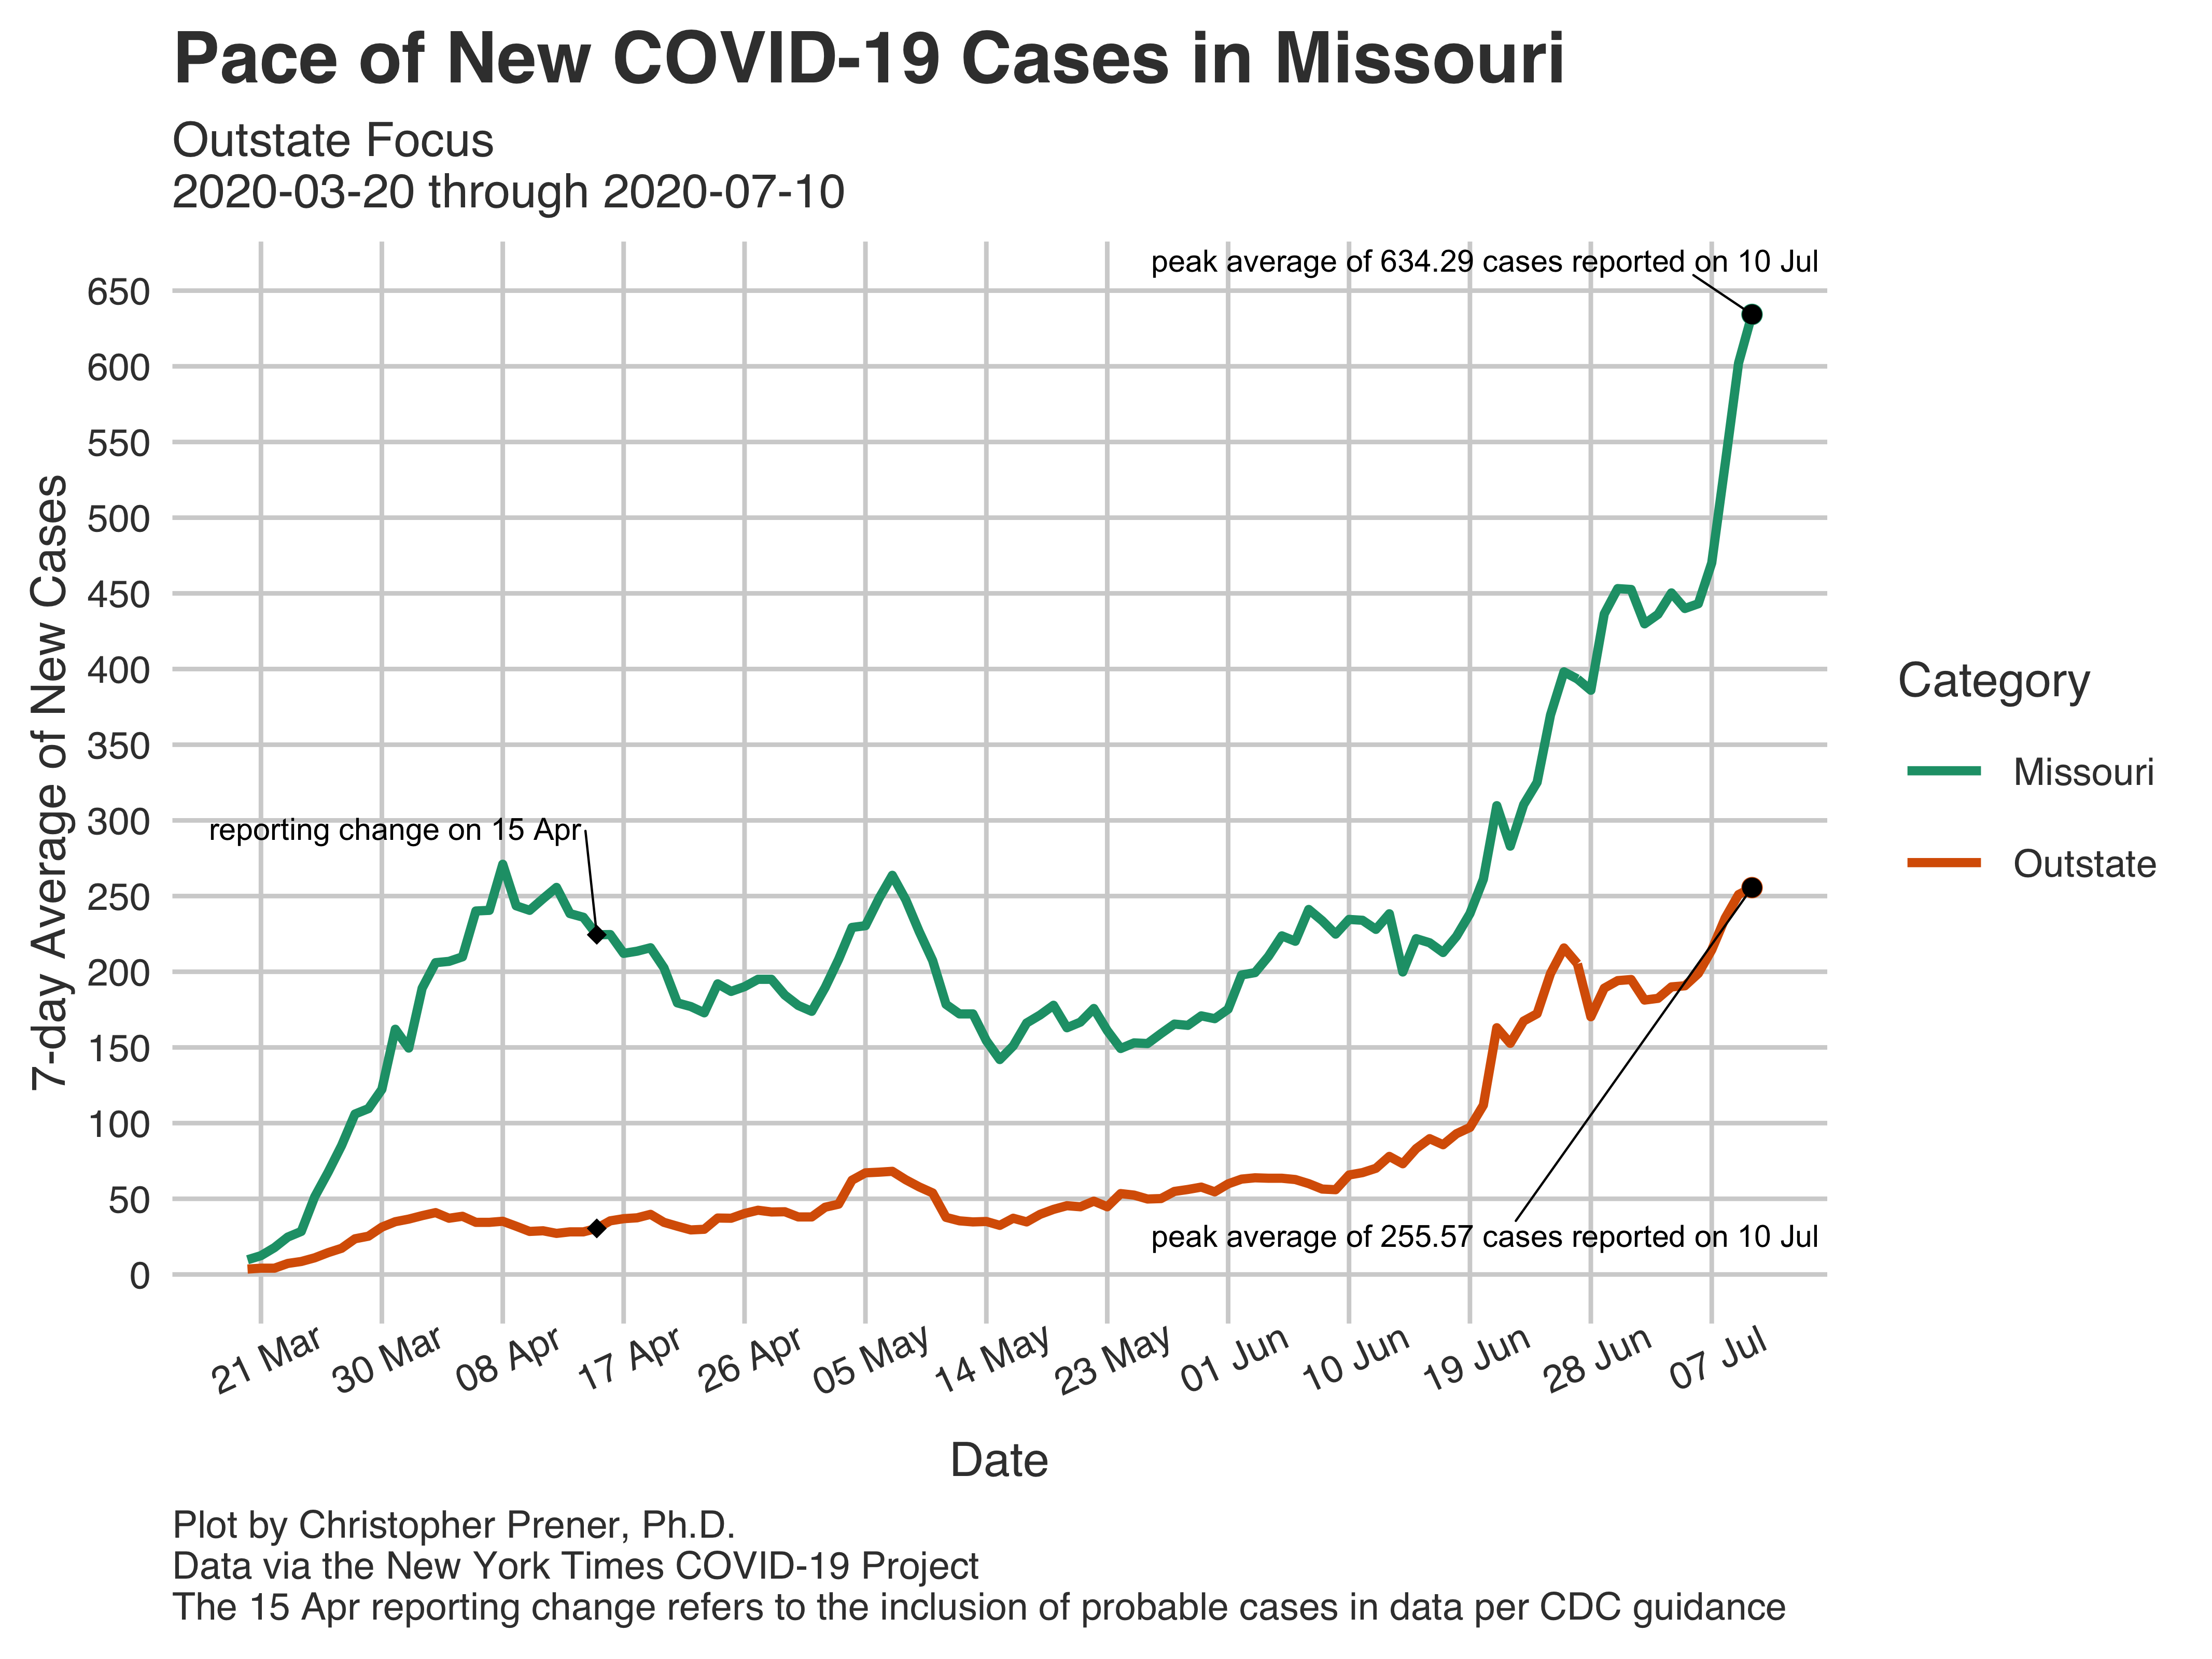 Pace of New COVID-19 Cases in Missouri
Outstate Focus
2020-03-20 through 2020-07-10
7-day Average of New Cases
650
600
550
500
450
400
350
300
250
200
150
100
50
0
peak average of 634.29 cases reported on 10 Jul
reporting change on 15 Apr
peak average of 255.57 cases reported on 10 Jul
21 Mar
30 Mar
08 Apr
17 Apr
26 Apr
05 May
14 May
23 May
01 Jun
10 Jun
19 Jun
28 Jun
07 Jul
Date
Category
Missouri
Outstate
Plot by Christopher Prener, Ph.D.
Data via the New York Times COVID-19 Project
The 15 Apr reporting change refers to the inclusion of probable cases in data per CDC guidance